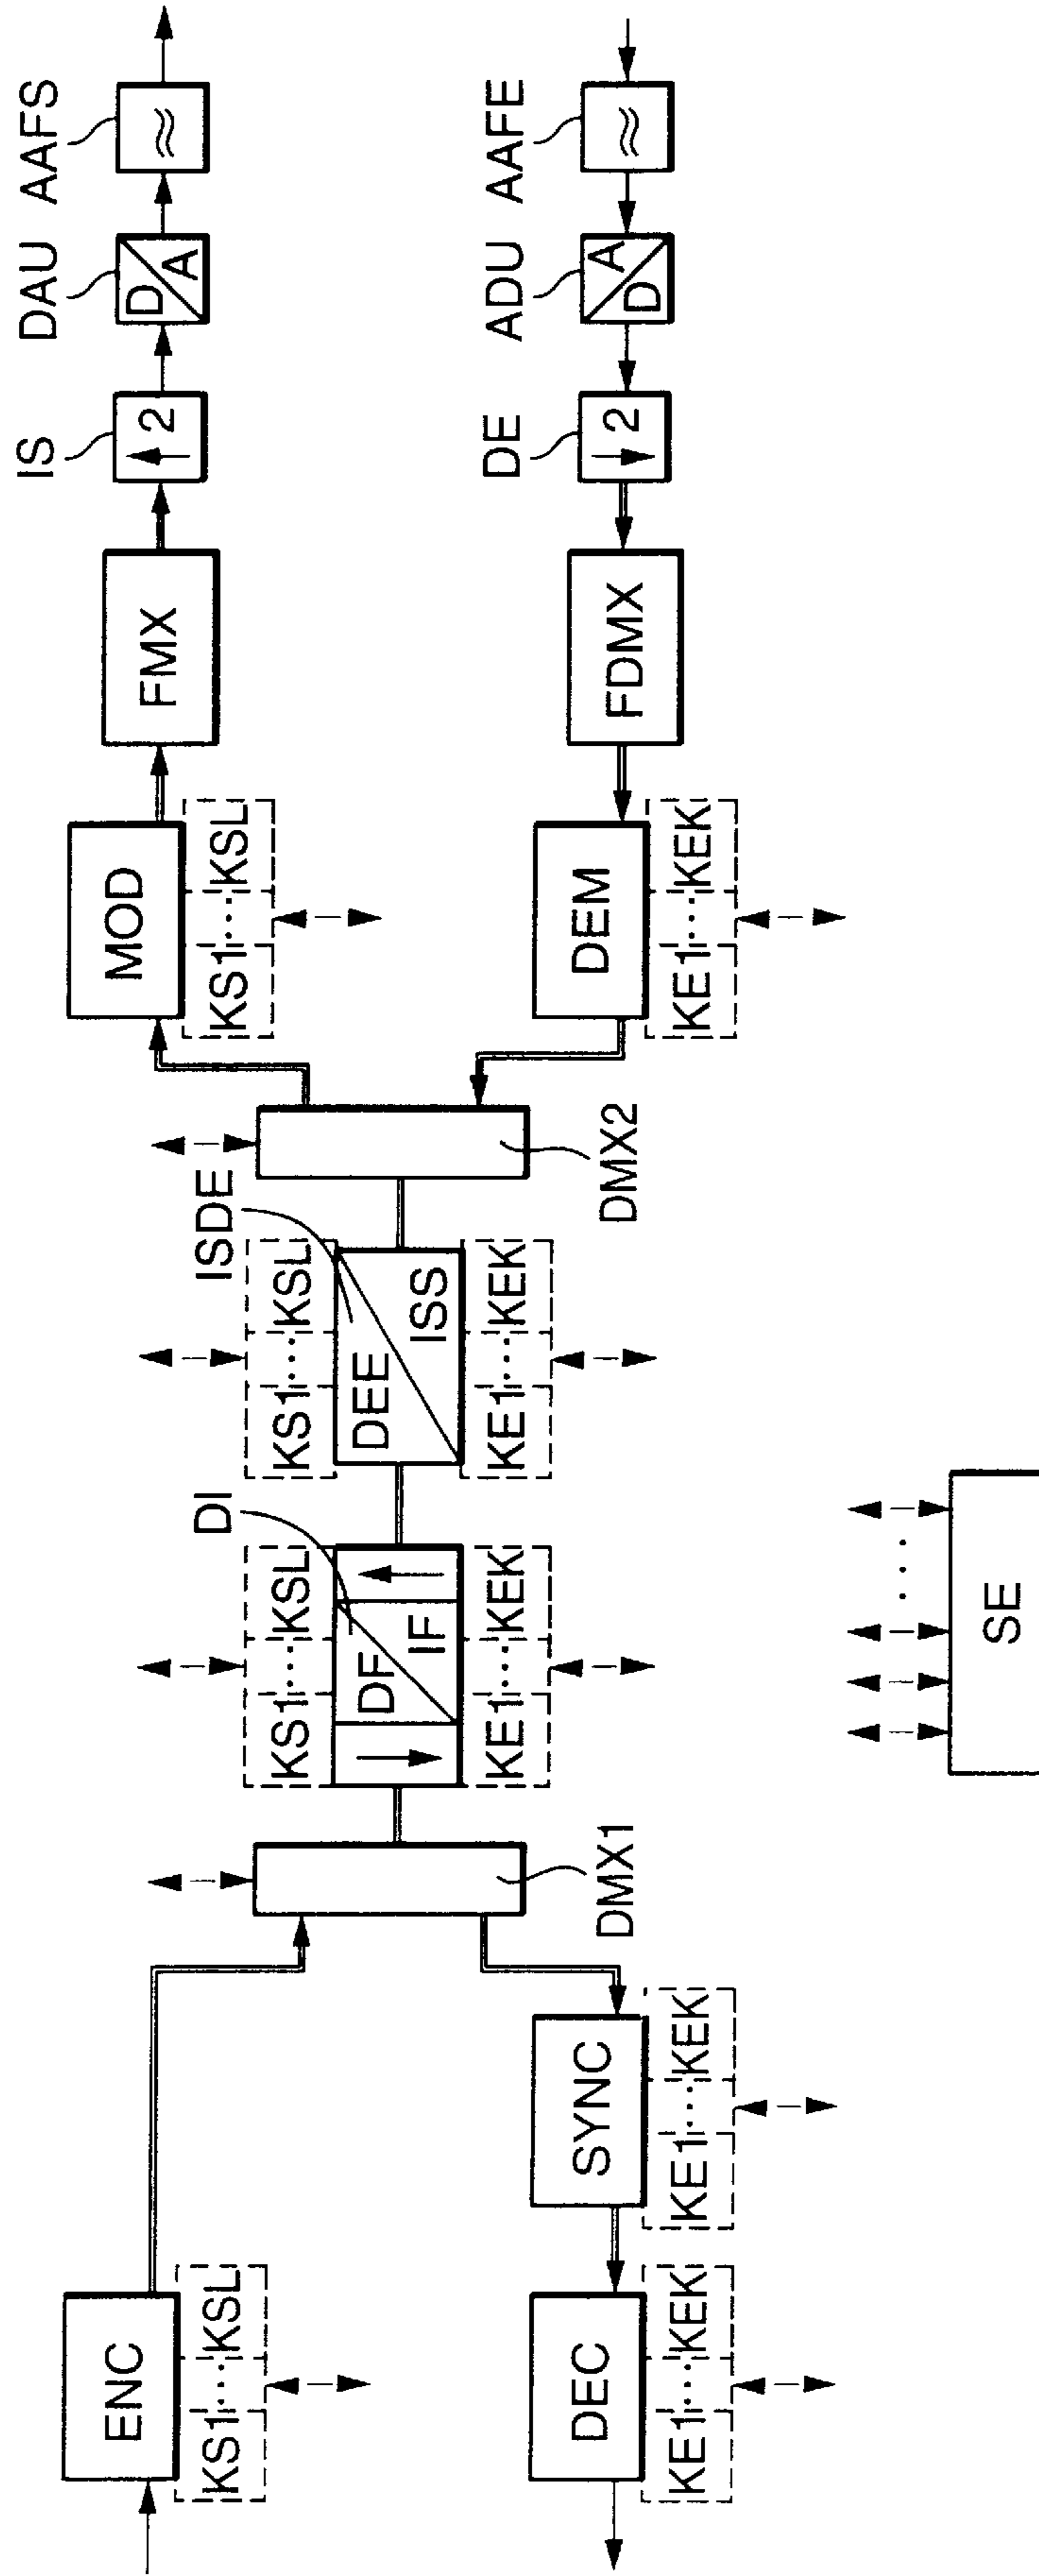 ENC
KS1 ... KSL
DMX1
DI
KS1 ... KSL
DF
IF
KE1 ... KEK
ISDE
KS1 ... KSL
DEE
ISS
KE1 ... KEK
DMX2
MOD
KS1 ... KSL
FMX
IS
2
DAU
D
A
AAFS
≈
DEC
KE1 ... KEK
SYNC
KE1 ... KEK
DEM
KE1 ... KEK
FDMX
DE
2
ADU
A
D
AAFE
≈
SE
....